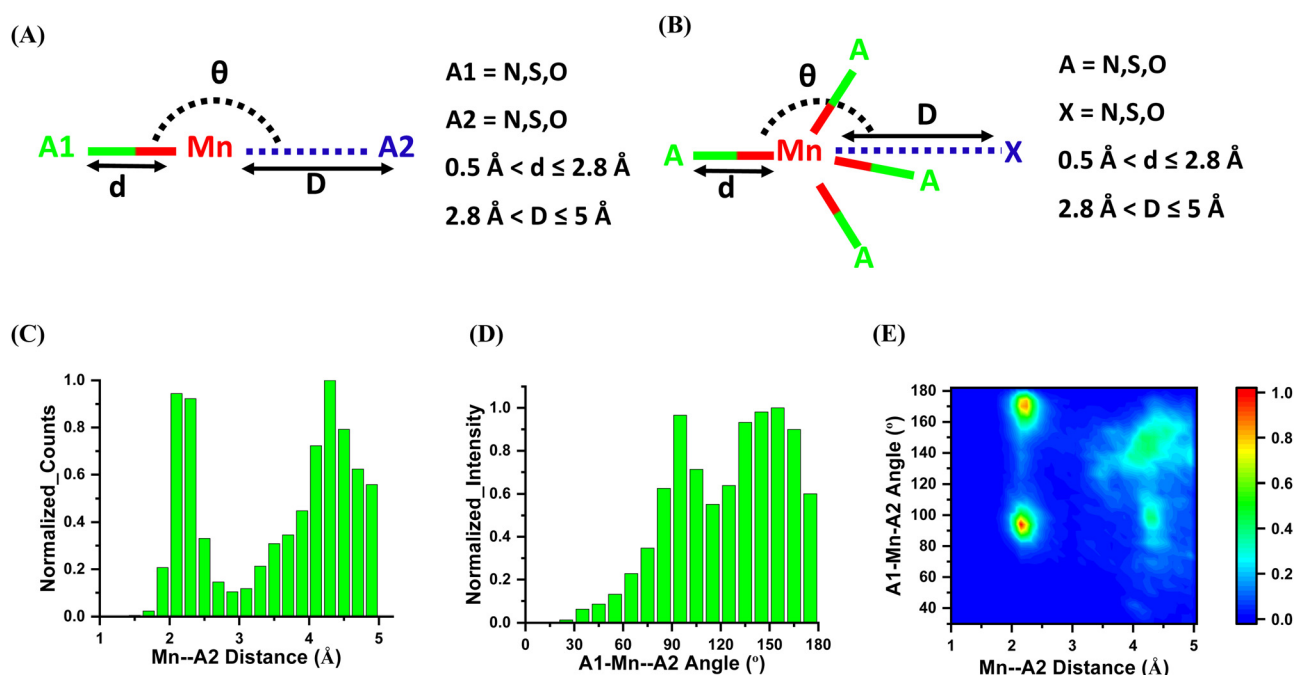 (A)
θ
A1
Mn
A2
d
D
A1 = N,S,O
A2 = N,S,O
0.5 Å < d ≤ 2.8 Å
2.8 Å < D ≤ 5 Å
(B)
A
θ
D
A
Mn
X
A
d
A
A = N,S,O
X = N,S,O
0.5 Å < d ≤ 2.8 Å
2.8 Å < D ≤ 5 Å
(C)
Normalized_Counts
1.0
0.8
0.6
0.4
0.2
0.0
1 2 3 4 5
Mn--A2 Distance (Å)
(D)
Normalized_Intensity
1.0
0.8
0.6
0.4
0.2
0.0
0 30 60 90 120 150 180
A1-Mn--A2 Angle (º)
(E)
A1-Mn-A2 Angle (º)
180
160
140
120
100
80
60
40
1 2 3 4 5
Mn--A2 Distance (Å)
1.0
0.8
0.6
0.4
0.2
0.0